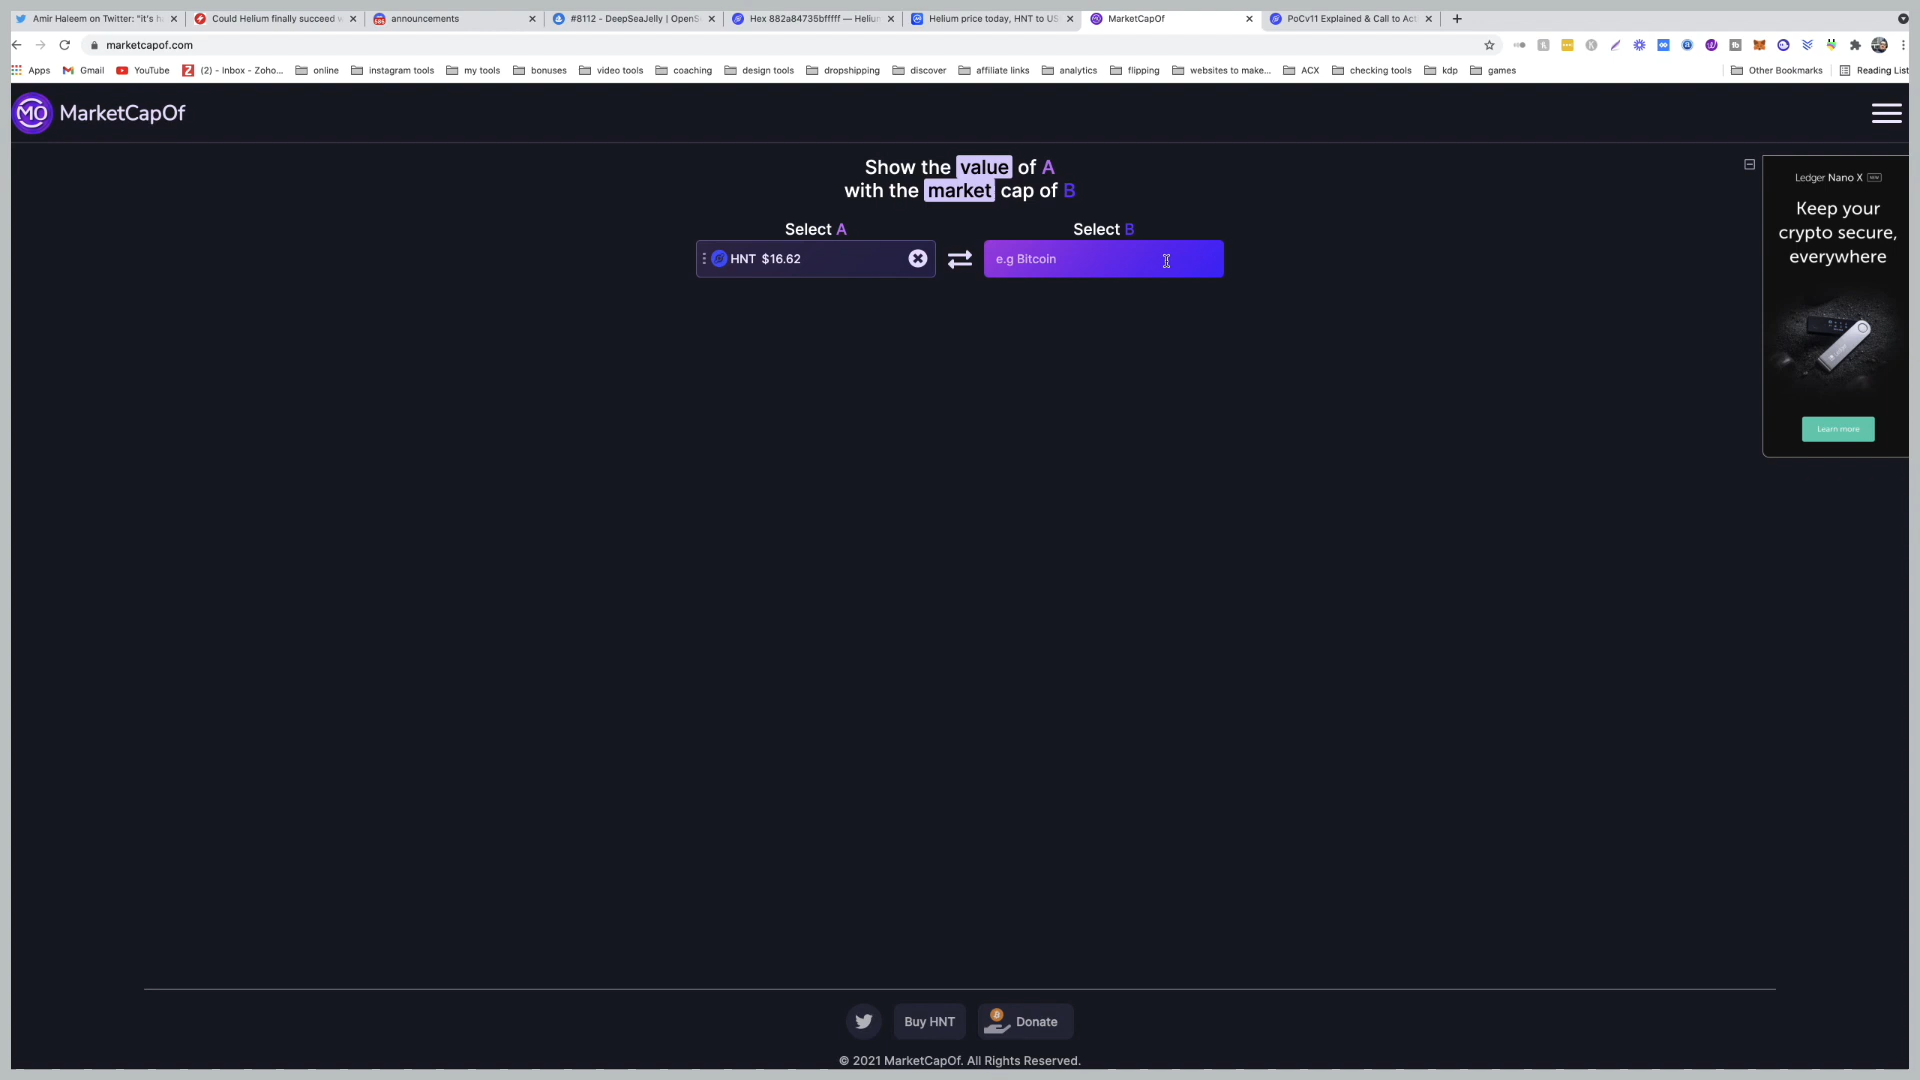 Amir Haleem on Twitter: "it's h
Could Helium finally succeed w
announcements
#8112 - DeepSeaJelly | OpenS
Hex 882a84735bfffff — Helium
Helium price today, HNT to US
MarketCapOf
PoCv11 Explained & Call to Act
marketcapof.com
Apps
Gmail
YouTube
(2) - Inbox - Zoho...
online
instagram tools
my tools
bonuses
video tools
coaching
design tools
dropshipping
discover
affiliate links
analytics
flipping
websites to make...
ACX
checking tools
kdp
games
Other Bookmarks
Reading List
MO MarketCapOf
Show the value of A
with the market cap of B
Select A
Select B
HNT $16.62
e.g Bitcoin
Ledger Nano X NEW
Keep your
crypto secure,
everywhere
Learn more
Buy HNT
Donate
© 2021 MarketCapOf. All Rights Reserved.